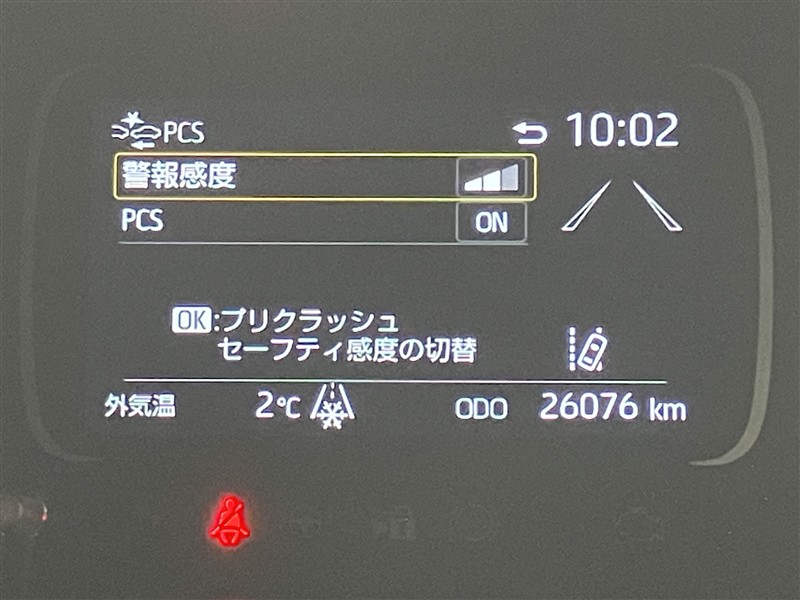 PCS 10:02
警報感度
PCS ON
OK:プリクラッシュ
セーフティ感度の切替
外気温 2℃ ODO 26076 km